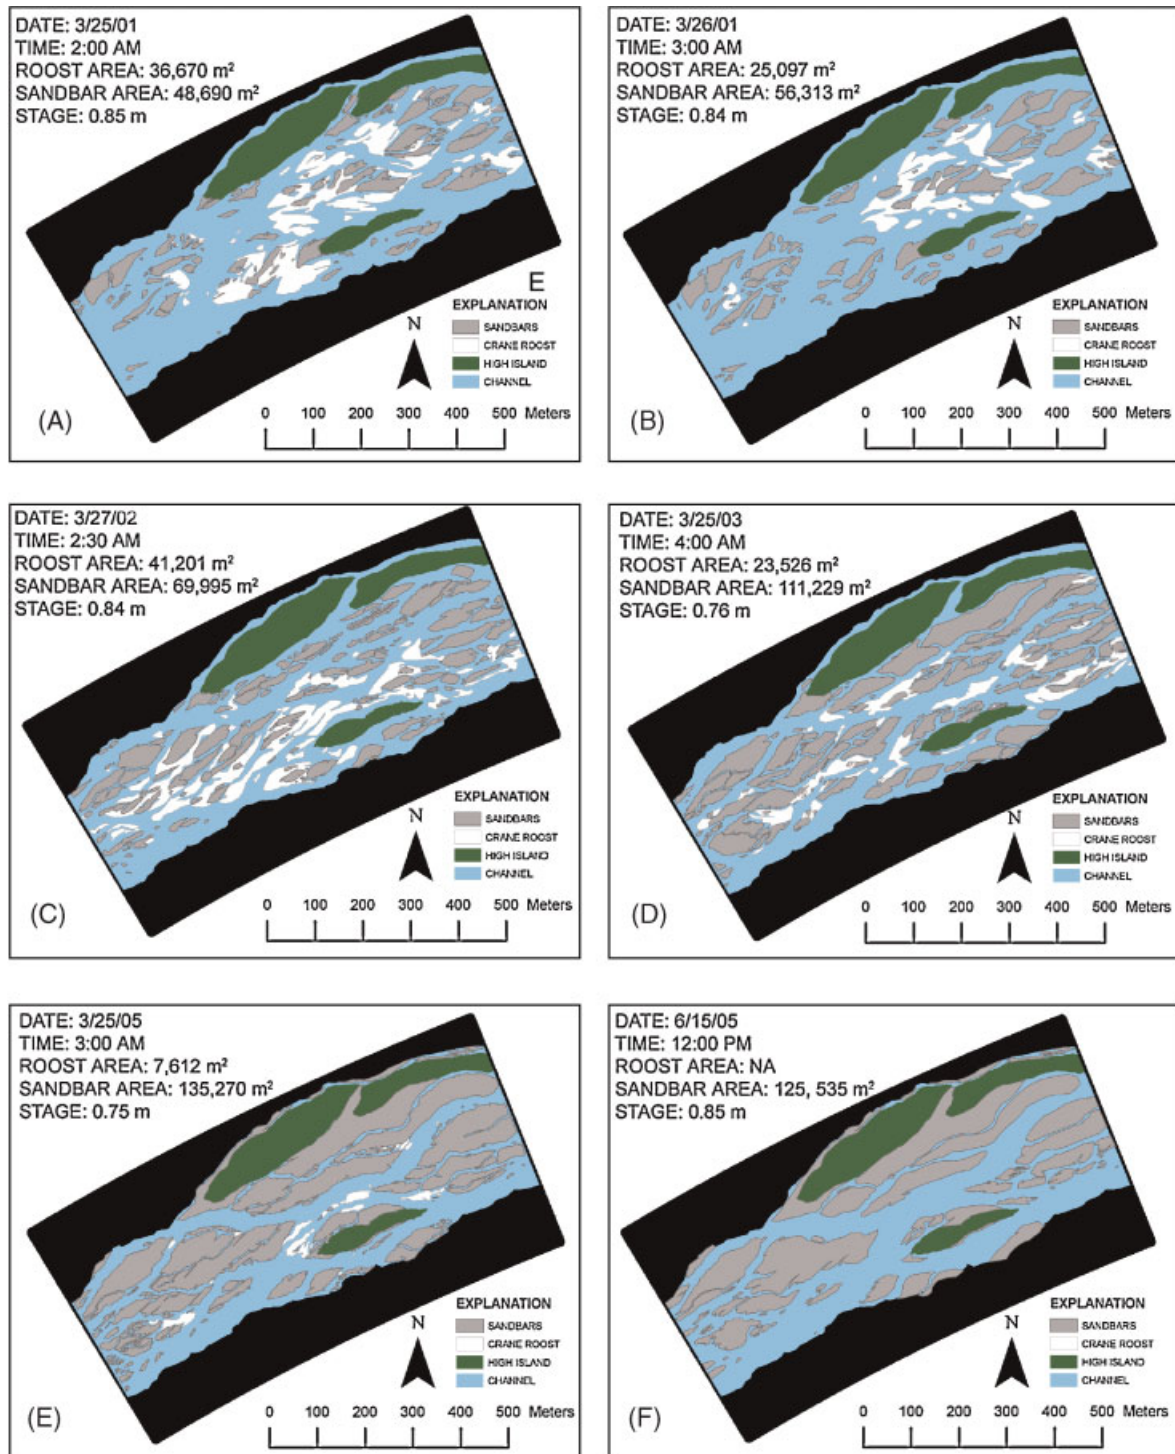 DATE: 3/25/01
TIME: 2:00 AM
ROOST AREA: 36,670 m²
SANDBAR AREA: 48,690 m²
STAGE: 0.85 m
E
EXPLANATION
N
SANDBARS
CRANE ROOST
HIGH ISLAND
CHANNEL
(A)
0 100 200 300 400 500 Meters
DATE: 3/26/01
TIME: 3:00 AM
ROOST AREA: 25,097 m²
SANDBAR AREA: 56,313 m²
STAGE: 0.84 m
EXPLANATION
N
SANDBARS
CRANE ROOST
HIGH ISLAND
CHANNEL
(B)
0 100 200 300 400 500 Meters
DATE: 3/27/02
TIME: 2:30 AM
ROOST AREA: 41,201 m²
SANDBAR AREA: 69,995 m²
STAGE: 0.84 m
EXPLANATION
N
SANDBARS
CRANE ROOST
HIGH ISLAND
CHANNEL
(C)
0 100 200 300 400 500 Meters
DATE: 3/25/03
TIME: 4:00 AM
ROOST AREA: 23,526 m²
SANDBAR AREA: 111,229 m²
STAGE: 0.76 m
EXPLANATION
N
SANDBARS
CRANE ROOST
HIGH ISLAND
CHANNEL
(D)
0 100 200 300 400 500 Meters
DATE: 3/25/05
TIME: 3:00 AM
ROOST AREA: 7,612 m²
SANDBAR AREA: 135,270 m²
STAGE: 0.75 m
EXPLANATION
N
SANDBARS
CRANE ROOST
HIGH ISLAND
CHANNEL
(E)
0 100 200 300 400 500 Meters
DATE: 6/15/05
TIME: 12:00 PM
ROOST AREA: NA
SANDBAR AREA: 125, 535 m²
STAGE: 0.85 m
EXPLANATION
N
SANDBARS
CRANE ROOST
HIGH ISLAND
CHANNEL
(F)
0 100 200 300 400 500 Meters